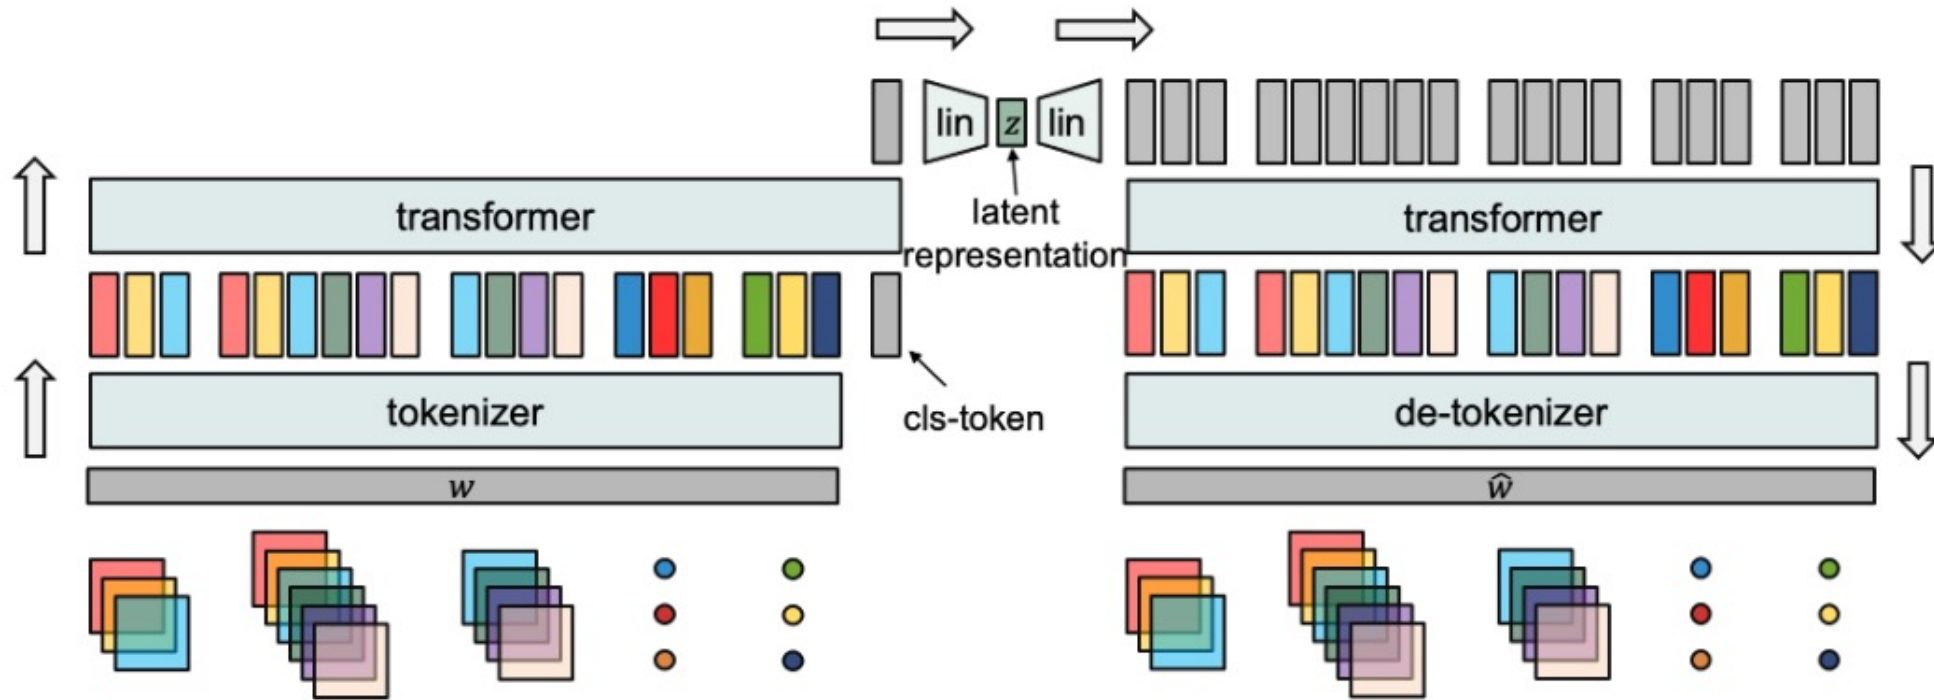 lin
z
lin
transformer
latent
representation
transformer
tokenizer
cls-token
de-tokenizer
w
ŵ